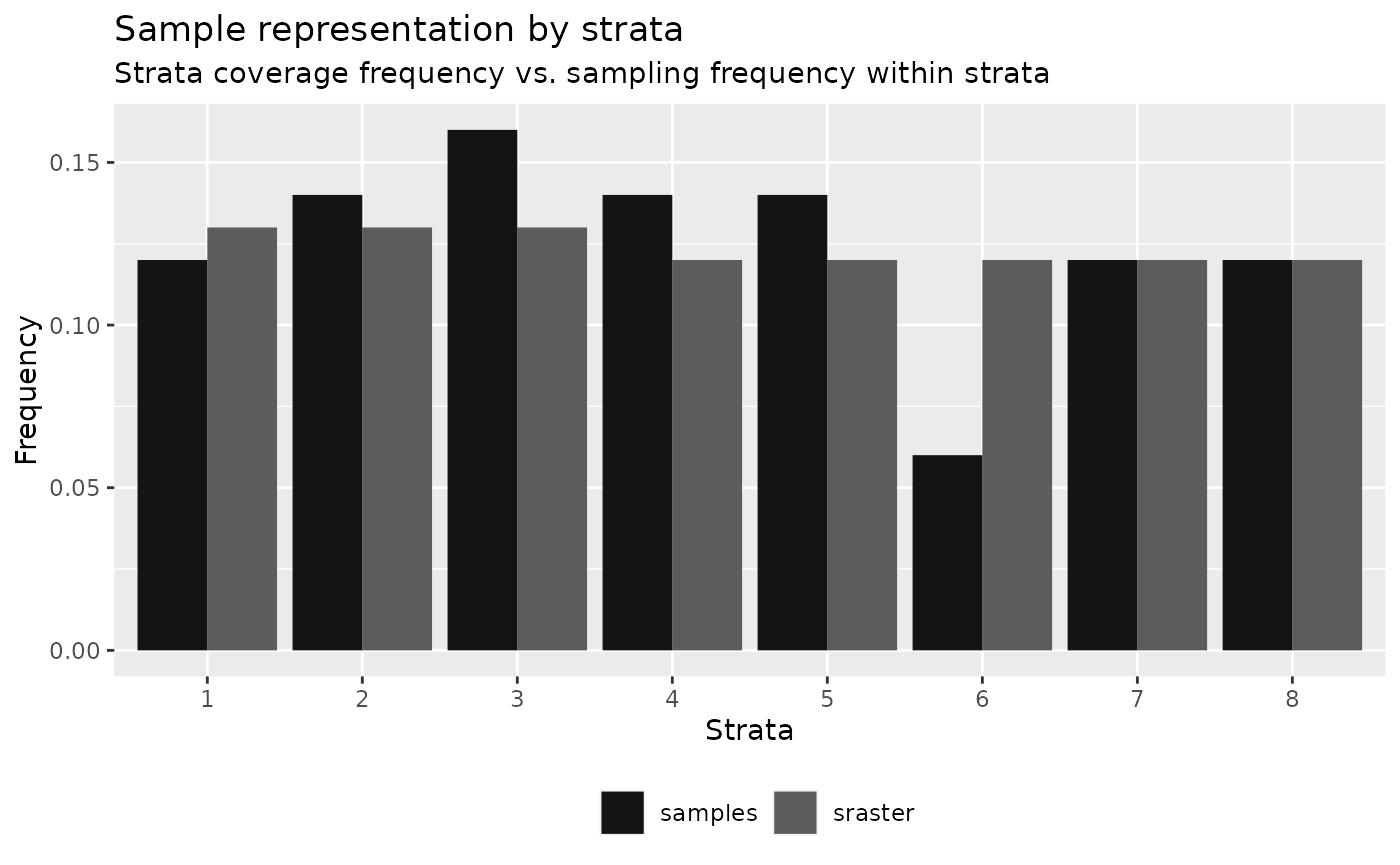 Sample representation by strata
Strata coverage frequency vs. sampling frequency within strata
Frequency
0.15
0.10
0.05
0.00
1 2 3 4 5 6 7 8
Strata
samples sraster